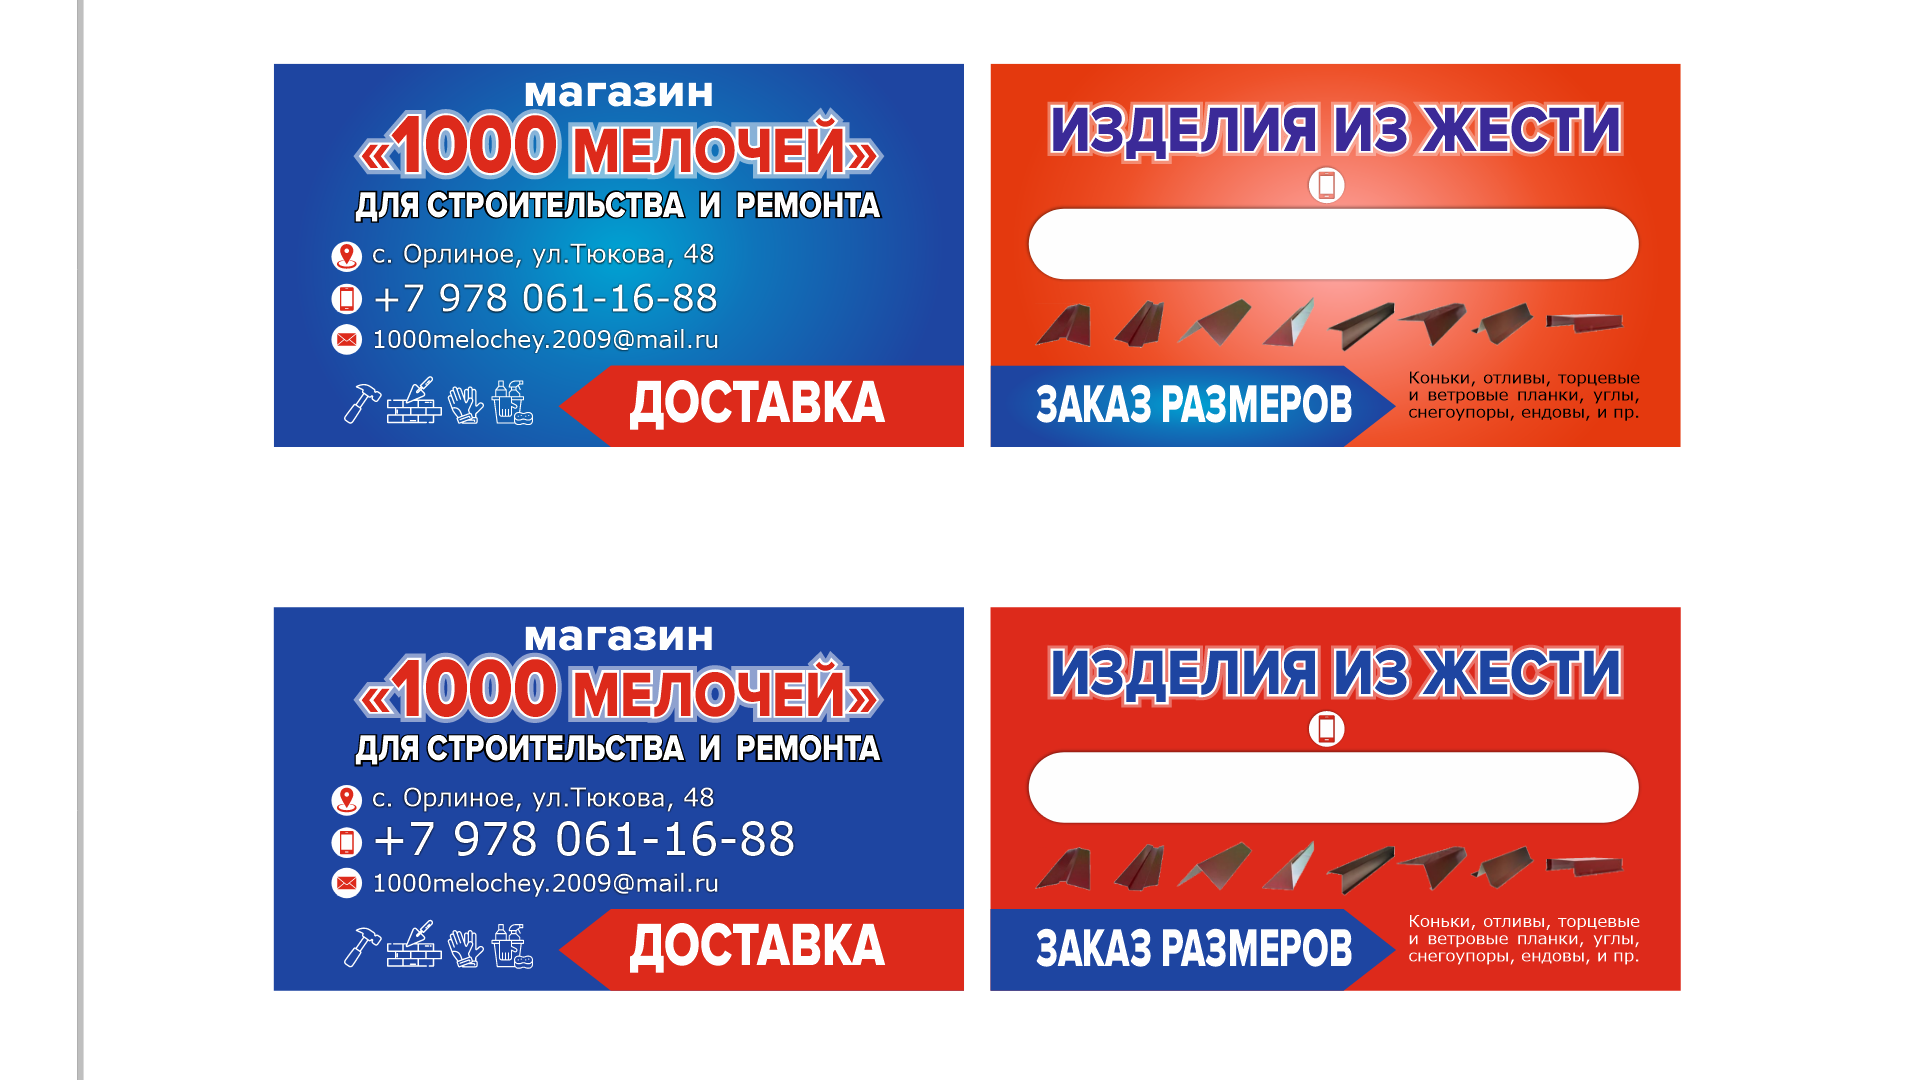 магазин
«1000 МЕЛОЧЕЙ»
ДЛЯ СТРОИТЕЛЬСТВА И РЕМОНТА
с. Орлиное, ул.Тюкова, 48
+7 978 061-16-88
1000melochey.2009@mail.ru
ДОСТАВКА
ИЗДЕЛИЯ ИЗ ЖЕСТИ
ЗАКАЗ РАЗМЕРОВ
Коньки, отливы, торцевые
и ветровые планки, углы,
снегоупоры, ендовы, и пр.
магазин
«1000 МЕЛОЧЕЙ»
ДЛЯ СТРОИТЕЛЬСТВА И РЕМОНТА
с. Орлиное, ул.Тюкова, 48
+7 978 061-16-88
1000melochey.2009@mail.ru
ДОСТАВКА
ИЗДЕЛИЯ ИЗ ЖЕСТИ
ЗАКАЗ РАЗМЕРОВ
Коньки, отливы, торцевые
и ветровые планки, углы,
снегоупоры, ендовы, и пр.